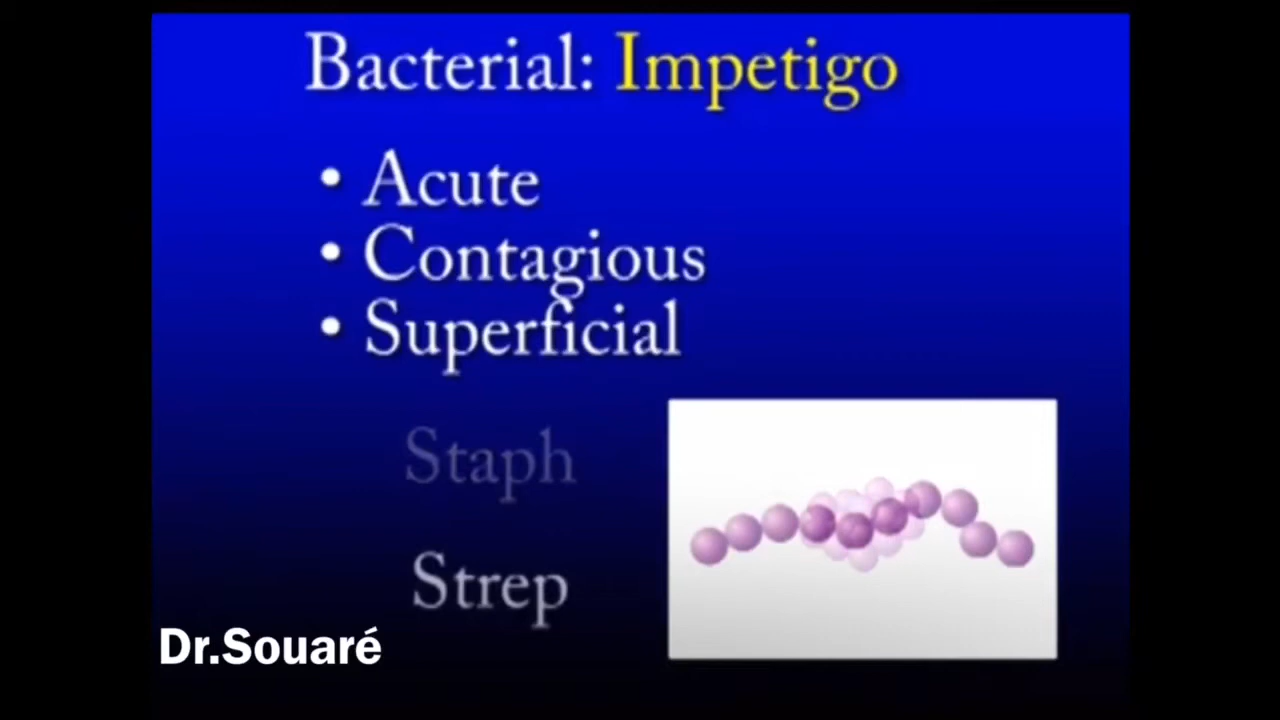 Bacterial: Impetigo
• Acute
• Contagious
• Superficial
Staph
Strep
Dr.Souaré